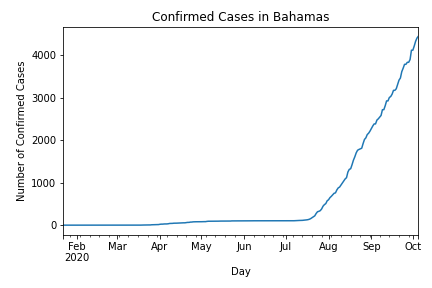 Confirmed Cases in Bahamas
Number of Confirmed Cases
4000
3000
2000
1000
0
Feb Mar Apr May Jun Jul Aug Sep Oct
2020
Day